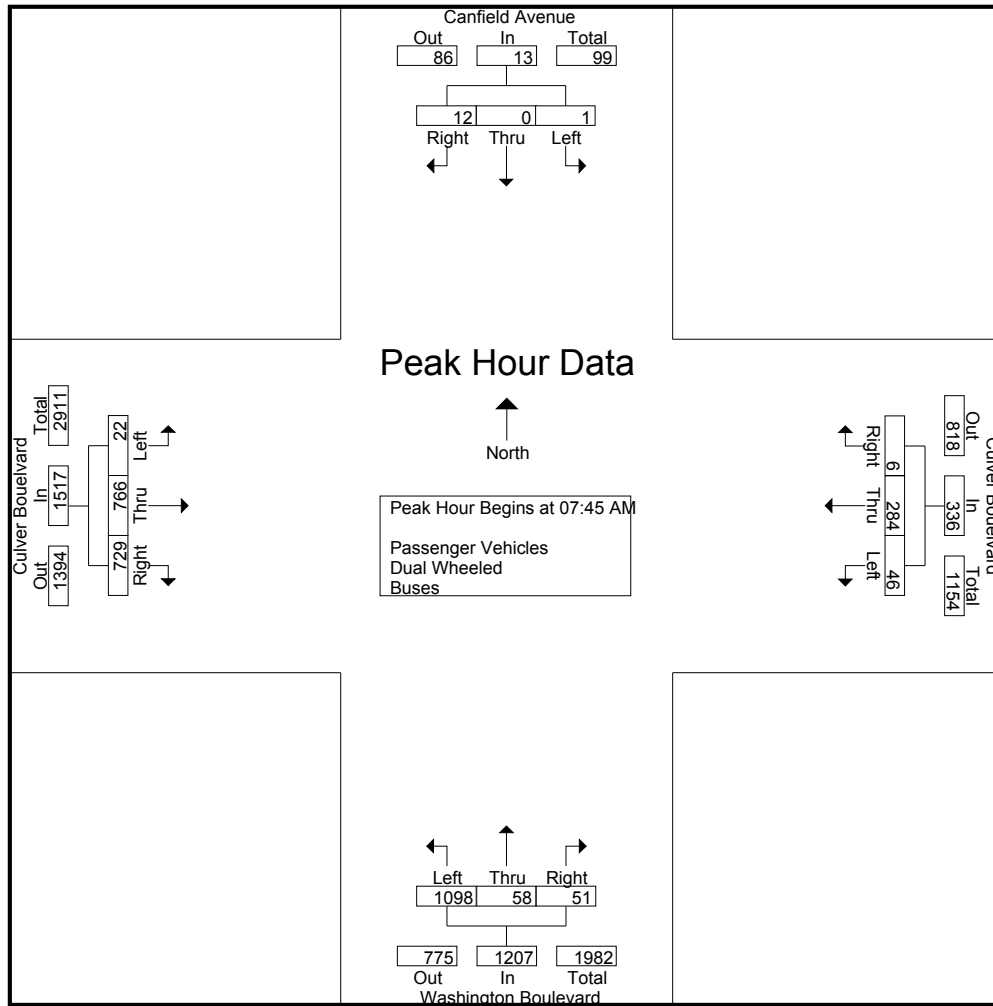 Canfield Avenue
Out In Total
86 13 99
12 0 1
Right Thru Left
Peak Hour Data
North
Peak Hour Begins at 07:45 AM
Passenger Vehicles
Dual Wheeled
Buses
Culver Bouelvard
Out In Total
1394 1517 2911
22 766 729
Left Thru Right
Culver Bouelvard
Out In Total
818 336 1154
6 284 46
Right Thru Left
Left Thru Right
1098 58 51
775 1207 1982
Out In Total
Washington Boulevard